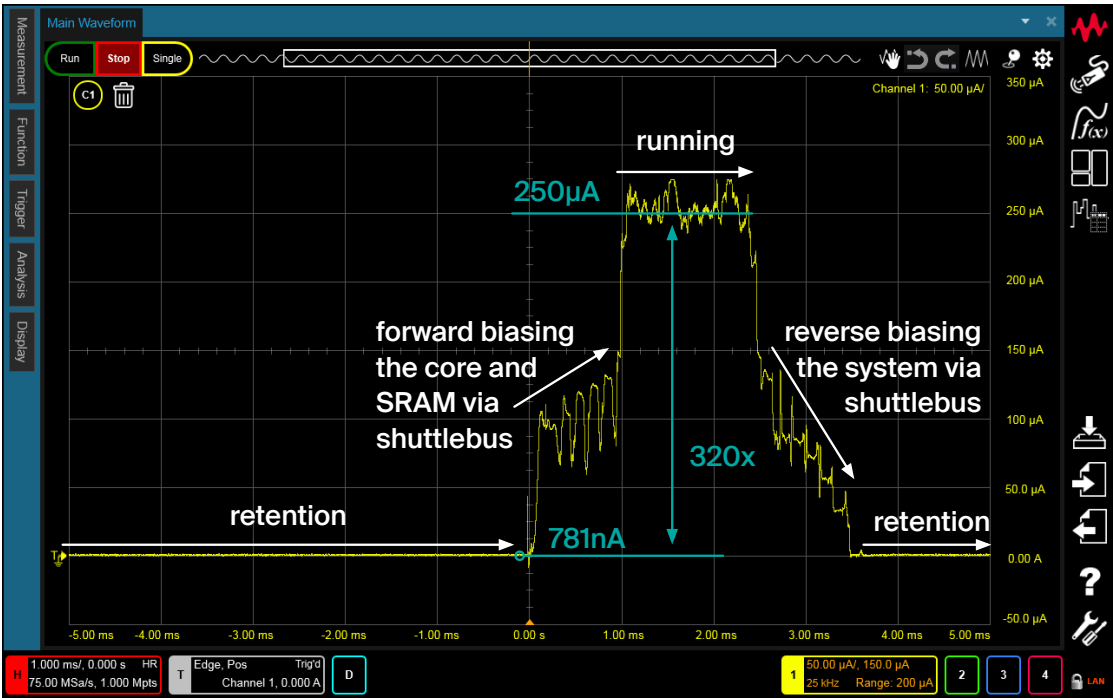 Main Waveform
Measurement
Function
Trigger
Analysis
Display
Run
Stop
Single
f(x)
C1
Channel 1: 50.00 µA/
350 µA
300 µA
250 µA
200 µA
150 µA
100 µA
50.0 µA
0.00 A
-50.0 µA
running
250µA
forward biasing
the core and
SRAM via
shuttlebus
reverse biasing
the system via
shuttlebus
320x
retention
781nA
retention
T
-5.00 ms
-4.00 ms
-3.00 ms
-2.00 ms
-1.00 ms
0.00 s
1.00 ms
2.00 ms
3.00 ms
4.00 ms
5.00 ms
?
H
1.000 ms/, 0.000 s HR
75.00 MSa/s, 1.000 Mpts
T
Edge, Pos Trig'd
Channel 1, 0.000 A
D
1
50.00 µA/, 150.0 µA
25 kHz Range: 200 µA
2
3
4
LAN